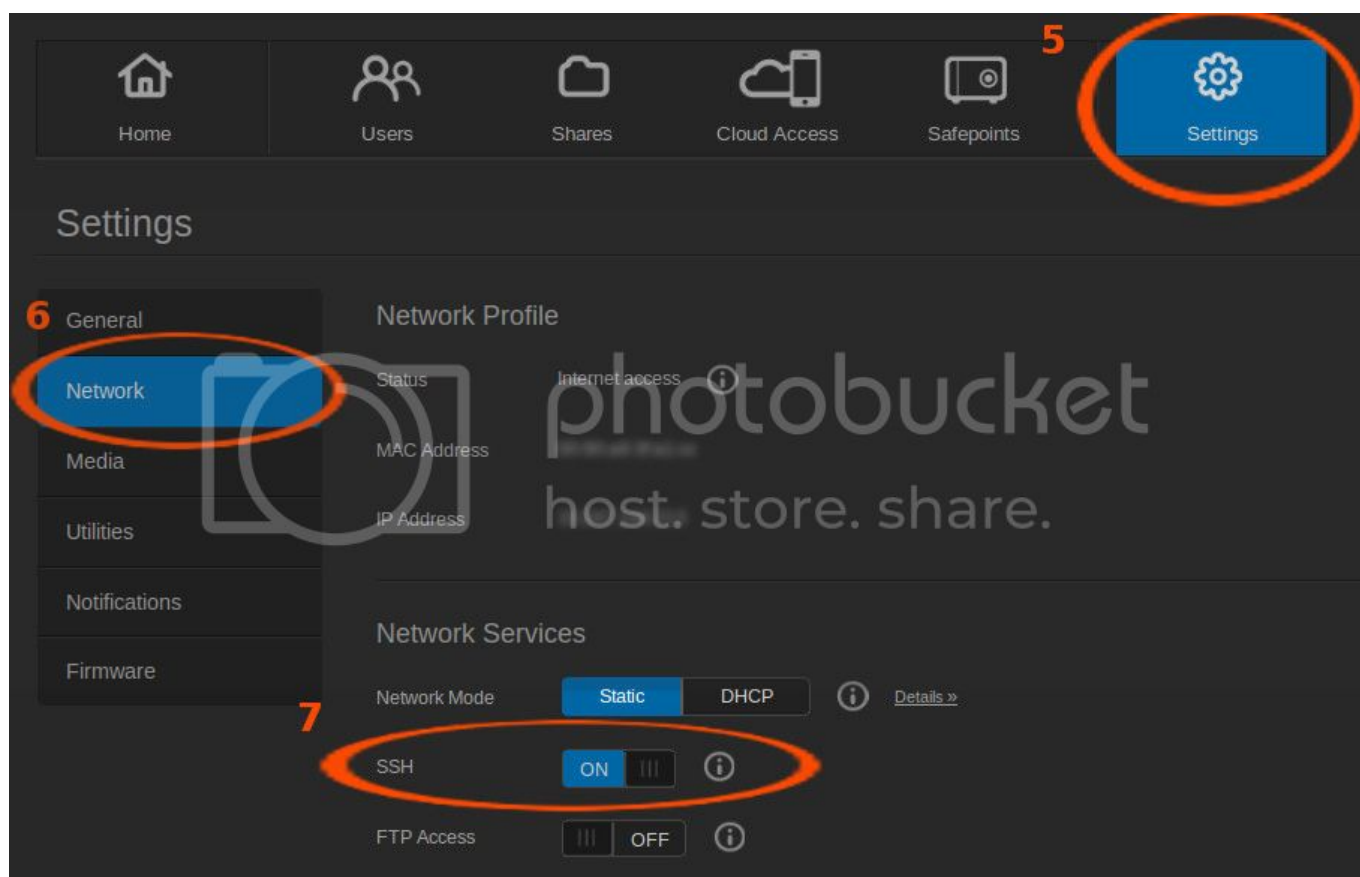 5
Home Users Shares Cloud Access Safepoints Settings
Settings
6
General
Network
Media
Utilities
Notifications
Firmware
Network Profile
Status Internet access
MAC Address
IP Address
photobucket
host. store. share.
Network Services
Network Mode Static DHCP Details »
7
SSH ON
FTP Access OFF